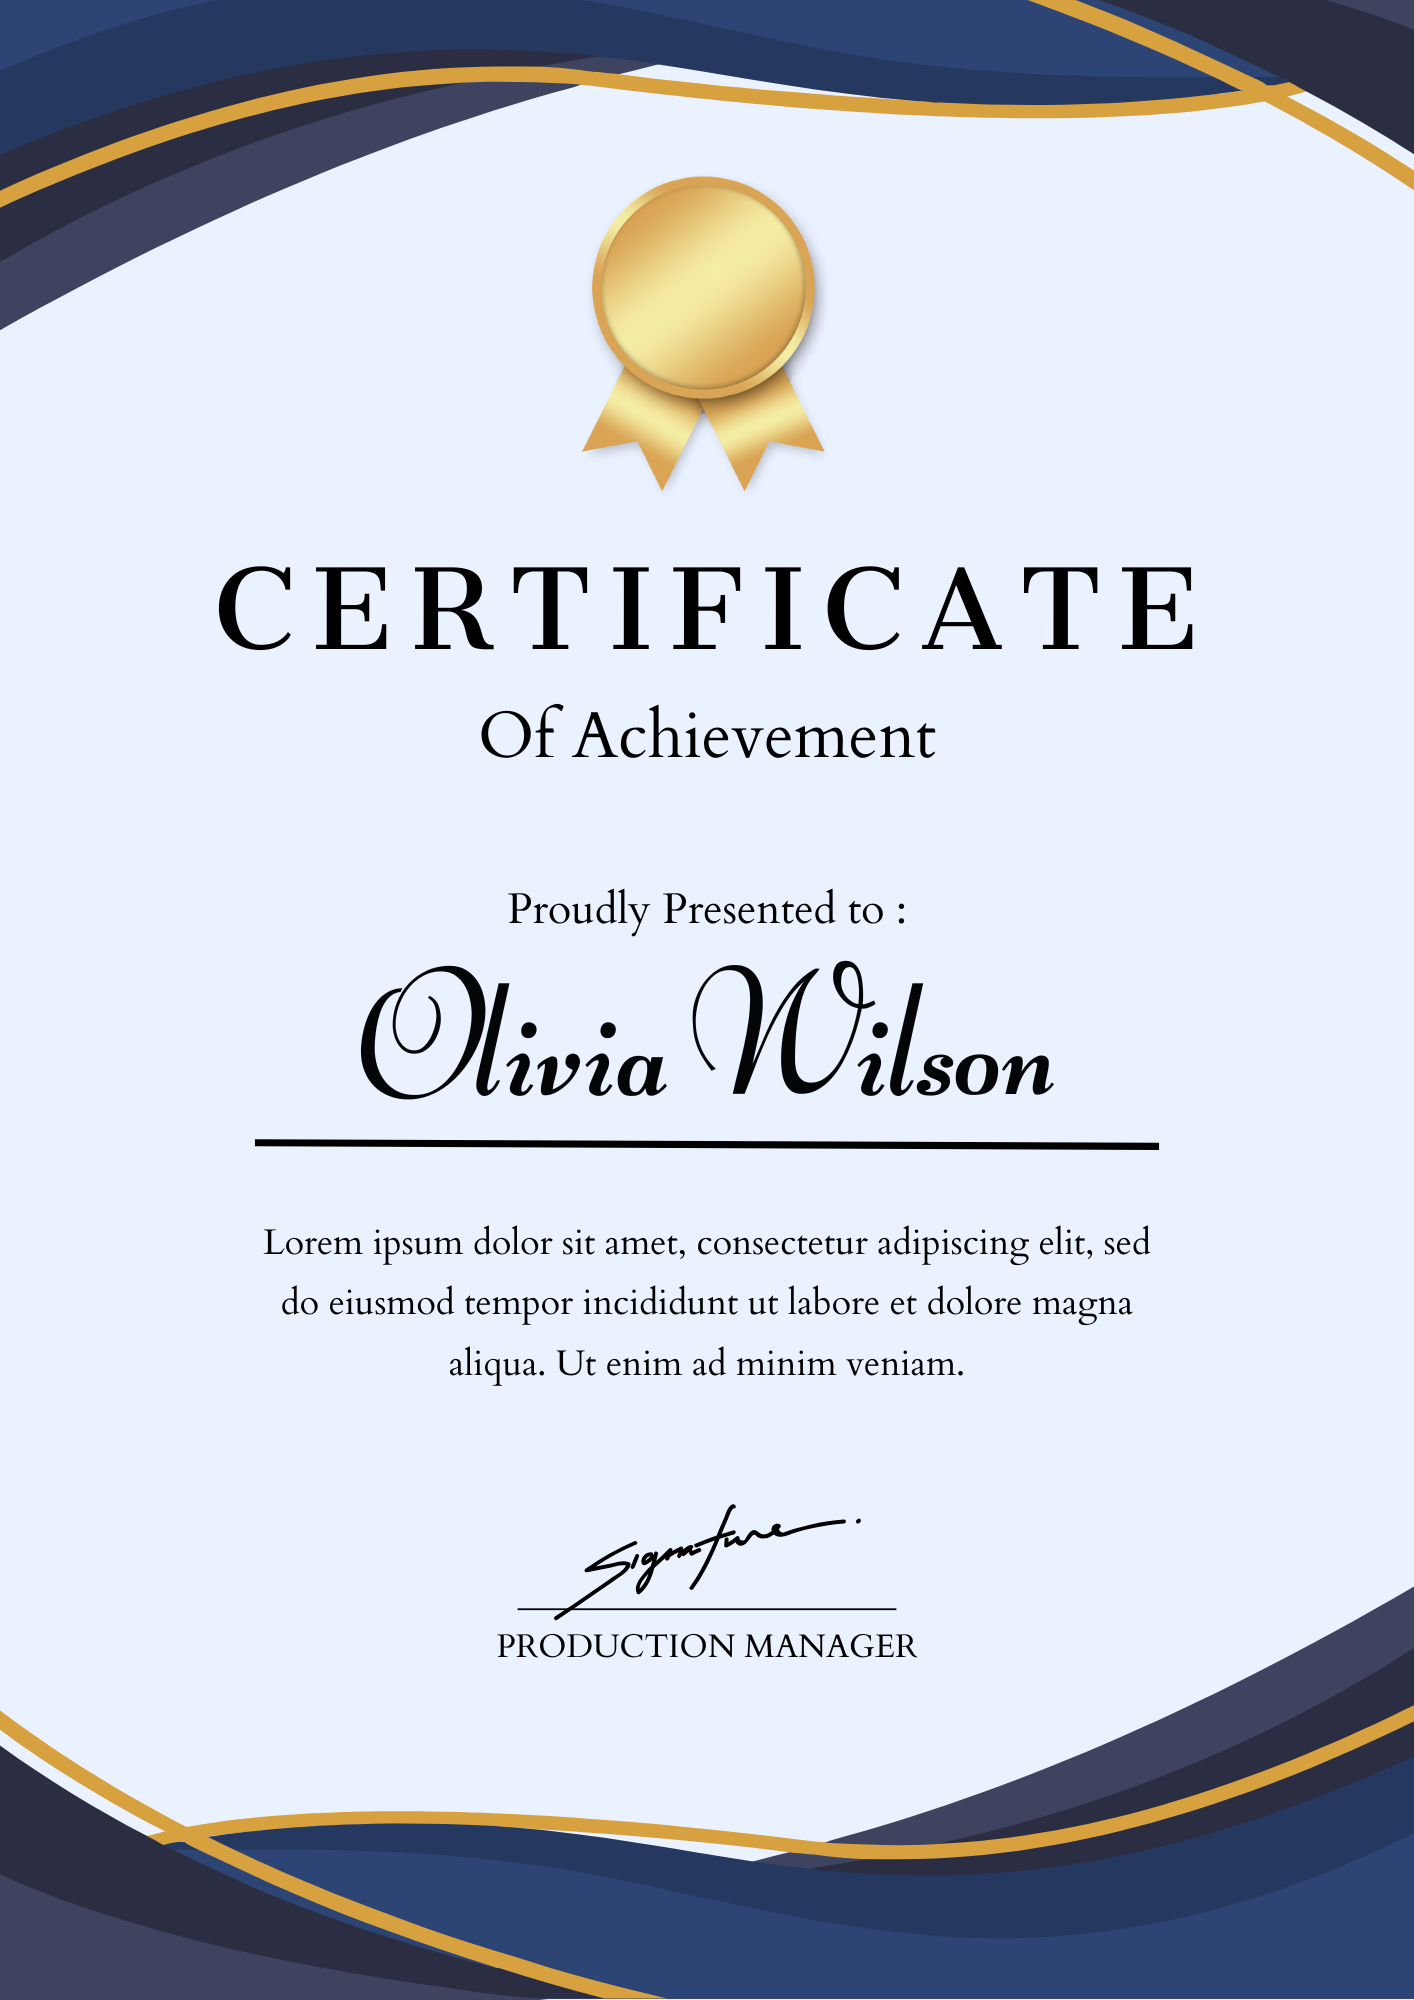 CERTIFICATE
Of Achievement
Proudly Presented to :
Olivia Wilson
Lorem ipsum dolor sit amet, consectetur adipiscing elit, sed
do eiusmod tempor incididunt ut labore et dolore magna
aliqua. Ut enim ad minim veniam.
Signature
PRODUCTION MANAGER